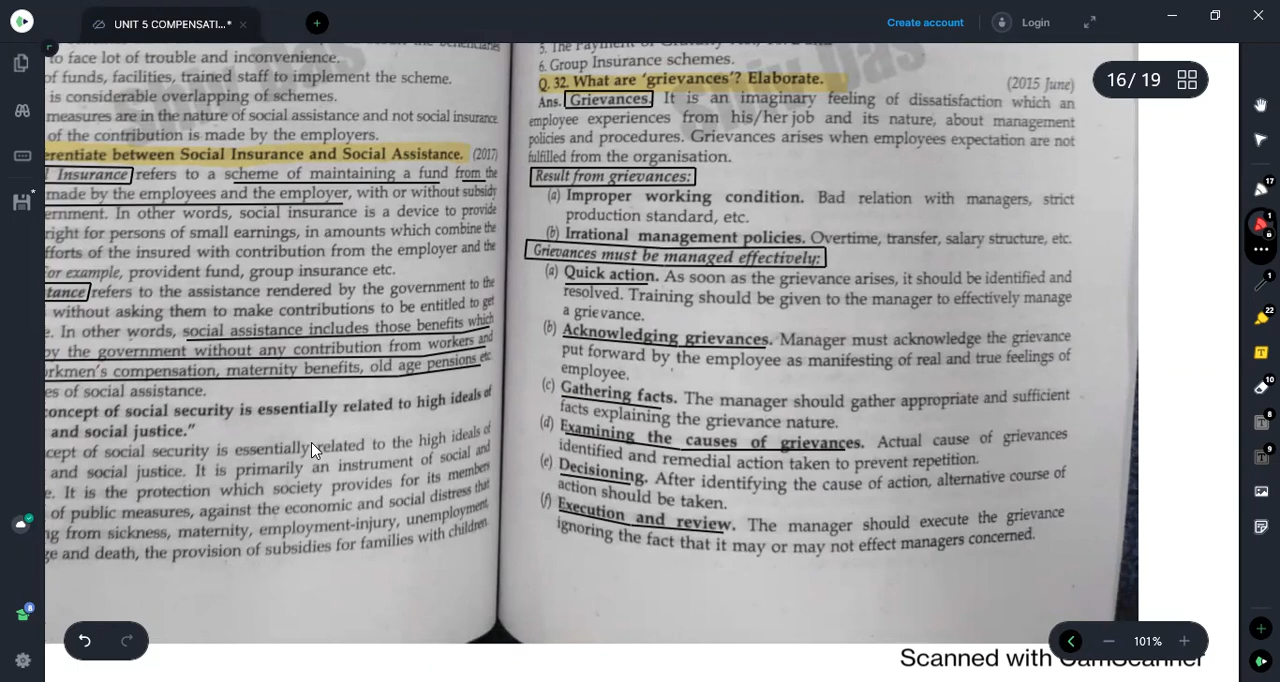 UNIT 5 COMPENSATI...*
Create account
Login
16/ 19
to face lot of trouble and inconvenience.
of funds, facilities, trained staff to implement the scheme.
is considerable overlapping of schemes.
measures are in the nature of social assistance and not social insurance
of the contribution is made by the employers.
erentiate between Social Insurance and Social Assistance. (2017)
Insurance refers to a scheme of maintaining a fund from the
made by the employees and the employer, with or without subsidy
ernment. In other words, social insurance is a device to provide
right for persons of small earnings, in amounts which combine the
fforts of the insured with contribution from the employer and the
For example, provident fund, group insurance etc.
tance refers to the assistance rendered by the government to the
without asking them to make contributions to be entitled to get
e. In other words, social assistance includes those benefits which
by the government without any contribution from workers and
rkmen's compensation, maternity benefits, old age pensions etc.
es of social assistance.
concept of social security is essentially related to high ideals of
and social justice."
cept of social security is essentially related to the high ideals of
and social justice. It is primarily an instrument of social and
e. It is the protection which society provides for its members
of public measures, against the economic and social distress that
ng from sickness, maternity, employment-injury, unemployment,
ge and death, the provision of subsidies for families with children.
5. The Payment of Gratuity
6. Group Insurance schemes.
Q. 32. What are 'grievances'? Elaborate. (2015 June)
Ans. Grievances. It is an imaginary feeling of dissatisfaction which an
employee experiences from his/her job and its nature, about management
policies and procedures. Grievances arises when employees expectation are not
fulfilled from the organisation.
Result from grievances:
(a) Improper working condition. Bad relation with managers, strict
production standard, etc.
(b) Irrational management policies. Overtime, transfer, salary structure, etc.
Grievances must be managed effectively:
(a) Quick action. As soon as the grievance arises, it should be identified and
resolved. Training should be given to the manager to effectively manage
a grievance.
(b) Acknowledging grievances. Manager must acknowledge the grievance
put forward by the employee as manifesting of real and true feelings of
employee.
(c) Gathering facts. The manager should gather appropriate and sufficient
facts explaining the grievance nature.
(d) Examining the causes of grievances. Actual cause of grievances
identified and remedial action taken to prevent repetition.
(e) Decisioning. After identifying the cause of action, alternative course of
action should be taken.
(f) Execution and review. The manager should execute the grievance
ignoring the fact that it may or may not effect managers concerned.
101%
Scanned with CamScanner